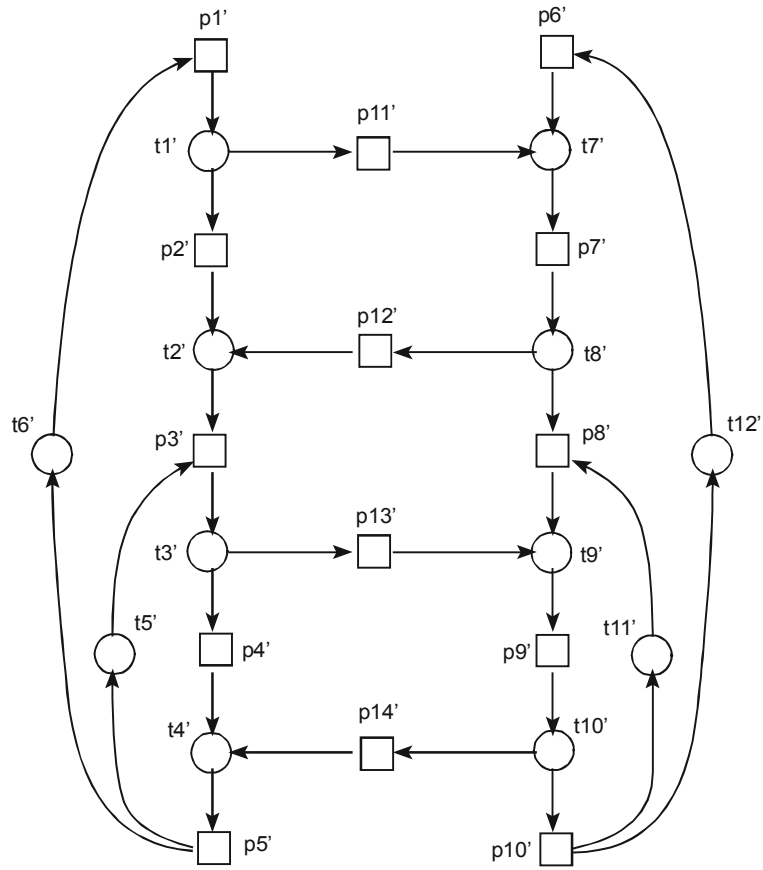 p1’ p6’
p11’
t1’ t7’
p2’ p7’
p12’
t2’ t8’
t6’ p3’ p8’ t12’
p13’
t3’ t9’
t5’ t11’
p4’ p9’
p14’
t4’ t10’
p5’ p10’